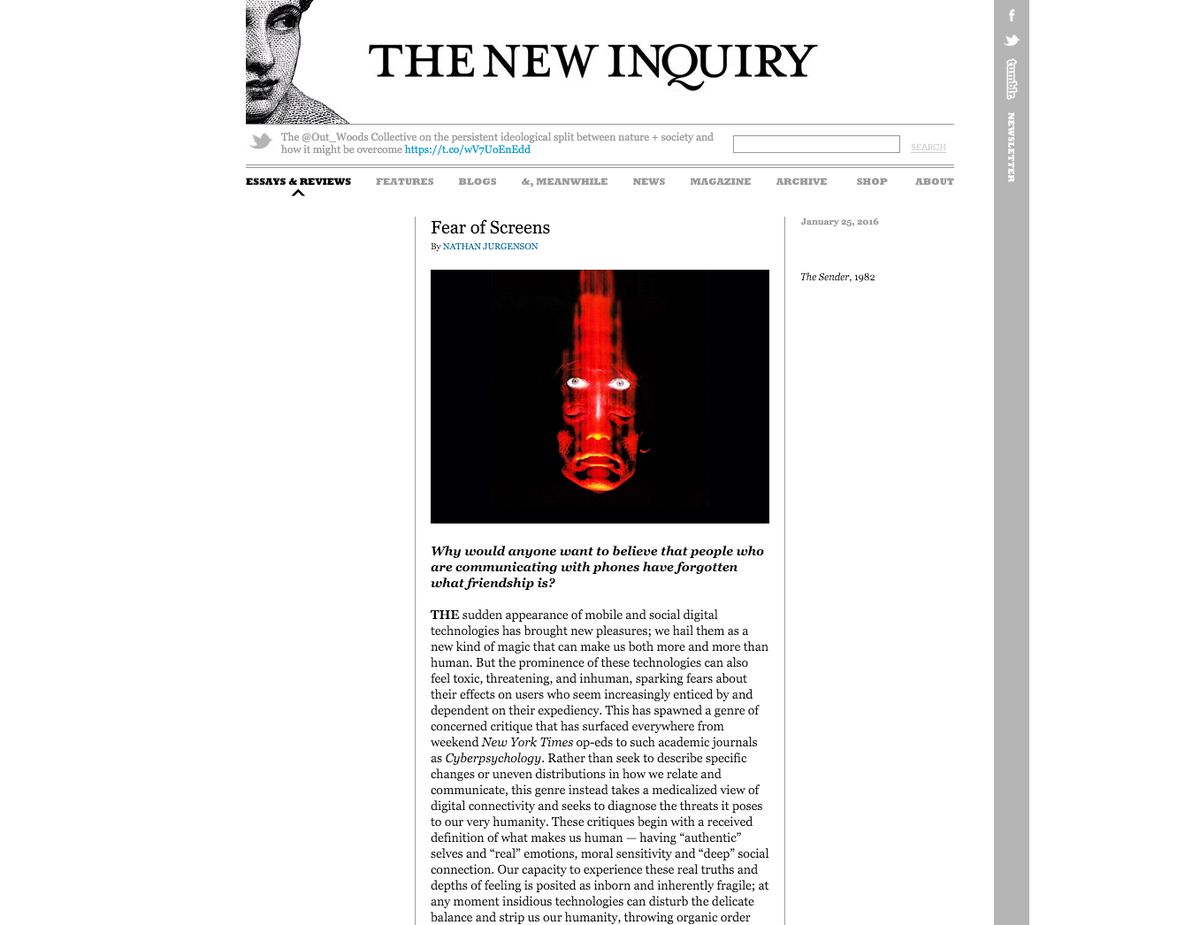 THE NEW INQUIRY
The @Out_Woods Collective on the persistent ideological split between nature + society and
how it might be overcome https://t.co/wV7UoEnEdd
SEARCH
ESSAYS & REVIEWS FEATURES BLOGS &, MEANWHILE NEWS MAGAZINE ARCHIVE SHOP ABOUT
tumblr.
NEWSLETTER
Fear of Screens
By NATHAN JURGENSON
January 25, 2016
The Sender, 1982
Why would anyone want to believe that people who
are communicating with phones have forgotten
what friendship is?
THE sudden appearance of mobile and social digital
technologies has brought new pleasures; we hail them as a
new kind of magic that can make us both more and more than
human. But the prominence of these technologies can also
feel toxic, threatening, and inhuman, sparking fears about
their effects on users who seem increasingly enticed by and
dependent on their expediency. This has spawned a genre of
concerned critique that has surfaced everywhere from
weekend New York Times op-eds to such academic journals
as Cyberpsychology. Rather than seek to describe specific
changes or uneven distributions in how we relate and
communicate, this genre instead takes a medicalized view of
digital connectivity and seeks to diagnose the threats it poses
to our very humanity. These critiques begin with a received
definition of what makes us human — having “authentic”
selves and “real” emotions, moral sensitivity and “deep” social
connection. Our capacity to experience these real truths and
depths of feeling is posited as inborn and inherently fragile; at
any moment insidious technologies can disturb the delicate
balance and strip us our humanity, throwing organic order